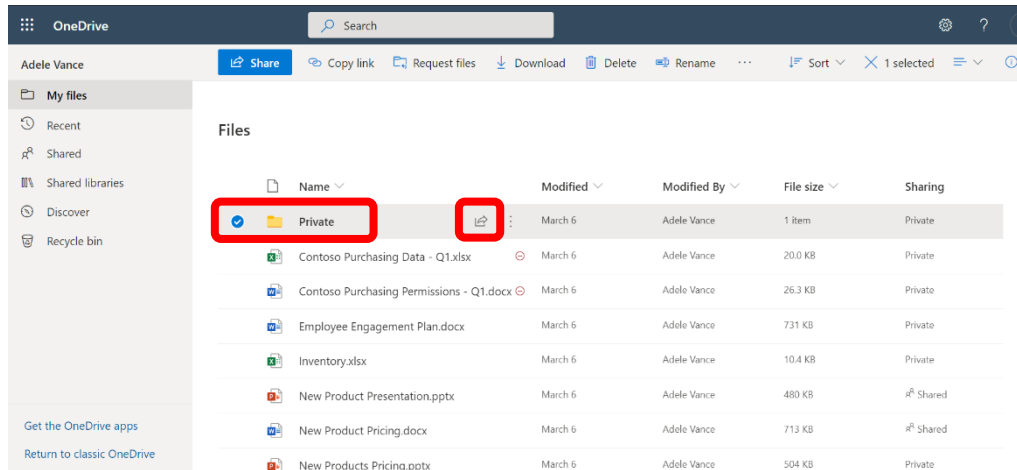 OneDrive Search ?
Adele Vance Share Copy link Request files Download Delete Rename ... Sort 1 selected
My files
Recent
Shared
Shared libraries
Discover
Recycle bin
Files
Name Modified Modified By File size Sharing
Private March 6 Adele Vance 1 item Private
Contoso Purchasing Data - Q1.xlsx March 6 Adele Vance 20.0 KB Private
Contoso Purchasing Permissions - Q1.docx March 6 Adele Vance 26.3 KB Private
Employee Engagement Plan.docx March 6 Adele Vance 731 KB Private
Inventory.xlsx March 6 Adele Vance 10.4 KB Private
New Product Presentation.pptx March 6 Adele Vance 480 KB Shared
New Product Pricing.docx March 6 Adele Vance 713 KB Shared
New Products Pricing.pptx March 6 Adele Vance 504 KB Shared
Get the OneDrive apps
Return to classic OneDrive